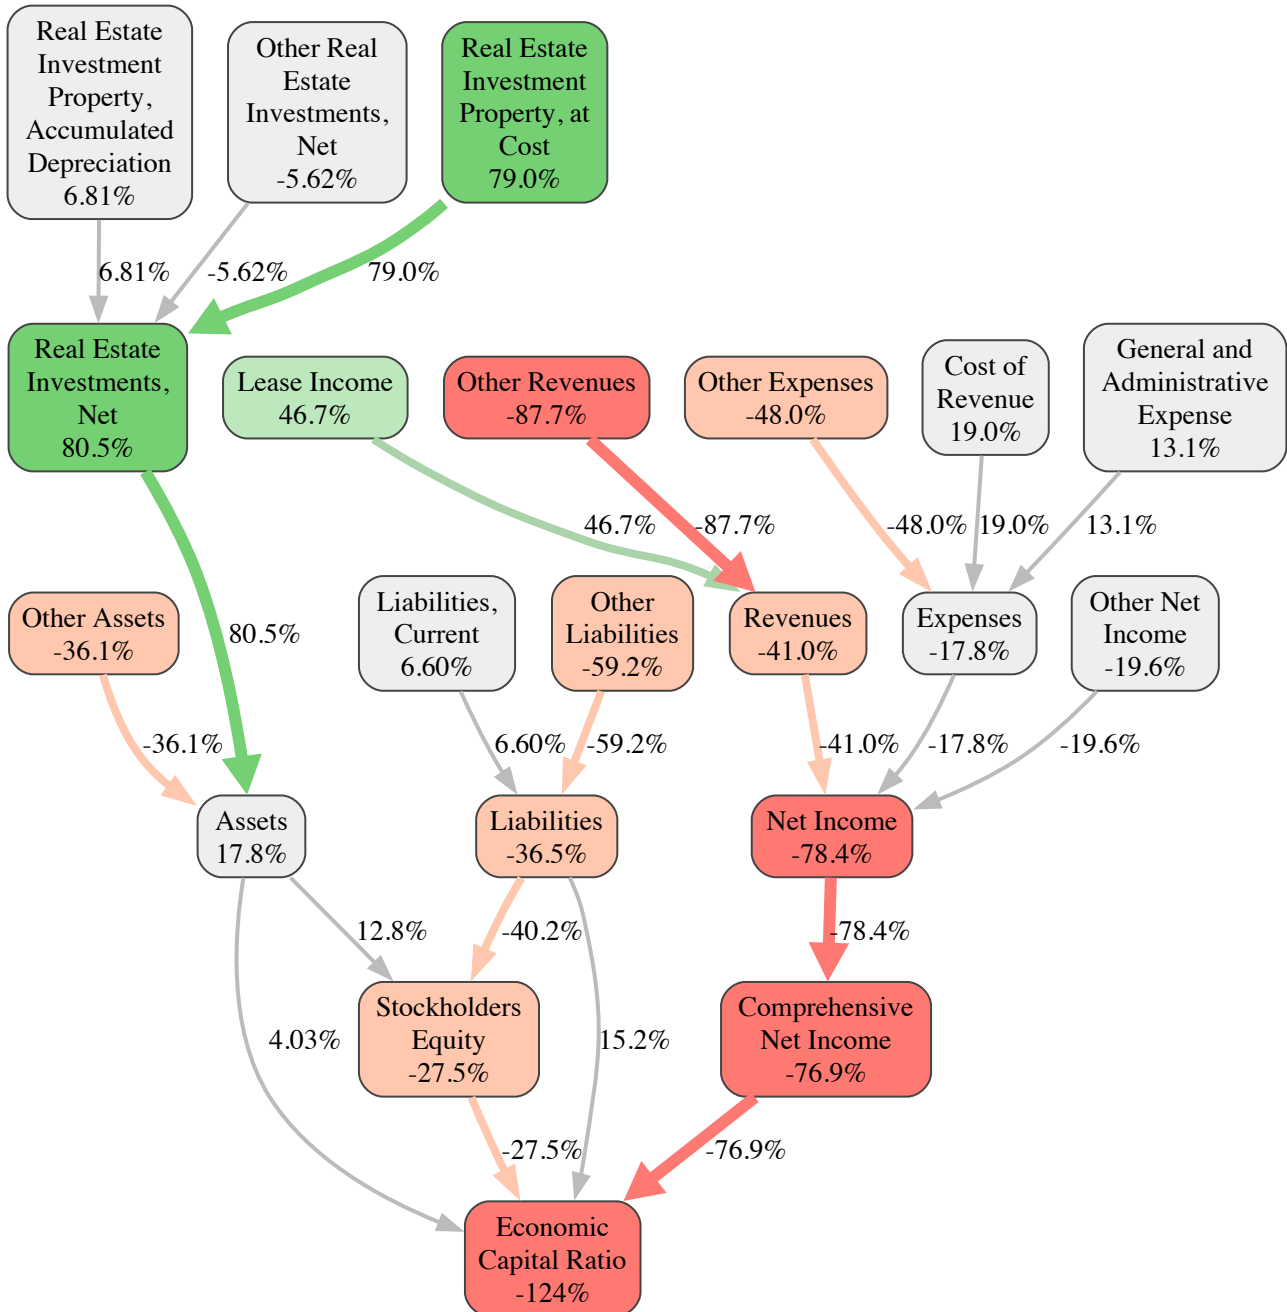 Real Estate
Investment
Property,
Accumulated
Depreciation
6.81%
Other Real
Estate
Investments,
Net
-5.62%
Real Estate
Investment
Property, at
Cost
79.0%
6.81%
-5.62%
79.0%
Real Estate
Investments,
Net
80.5%
Lease Income
46.7%
Other Revenues
-87.7%
Other Expenses
-48.0%
Cost of
Revenue
19.0%
General and
Administrative
Expense
13.1%
46.7%
-87.7%
-48.0%
19.0%
13.1%
Other Assets
-36.1%
80.5%
Liabilities,
Current
6.60%
Other
Liabilities
-59.2%
Revenues
-41.0%
Expenses
-17.8%
Other Net
Income
-19.6%
-36.1%
6.60%
-59.2%
-41.0%
-17.8%
-19.6%
Assets
17.8%
Liabilities
-36.5%
Net Income
-78.4%
12.8%
-40.2%
-78.4%
4.03%
Stockholders
Equity
-27.5%
15.2%
Comprehensive
Net Income
-76.9%
-27.5%
-76.9%
Economic
Capital Ratio
-124%